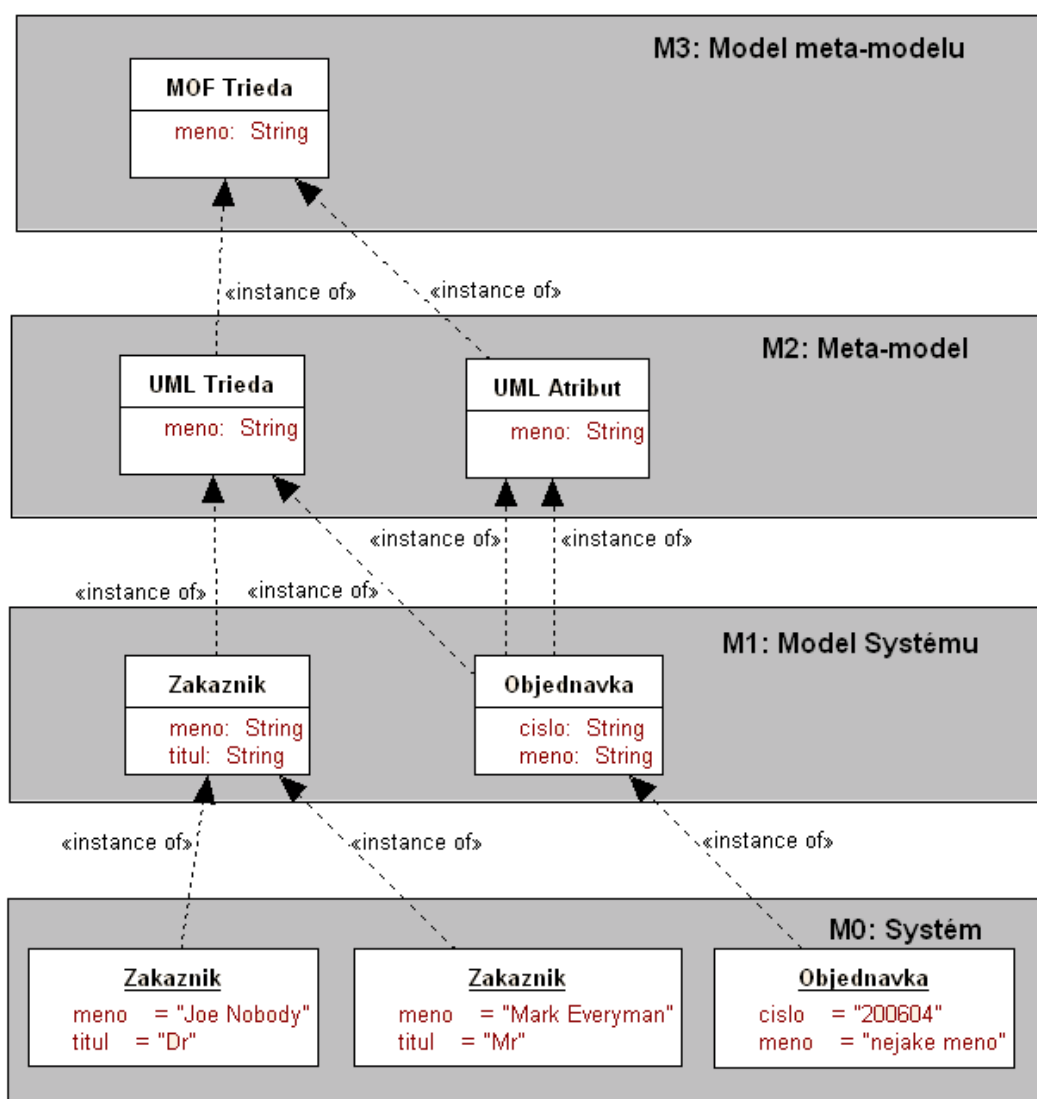 M3: Model meta-modelu
MOF Trieda
meno: String
«instance of»
«instance of»
M2: Meta-model
UML Trieda
meno: String
UML Atribut
meno: String
«instance of»
«instance of»
«instance of»
«instance of»
M1: Model Systému
Zakaznik
meno: String
titul: String
Objednavka
cislo: String
meno: String
«instance of»
«instance of»
«instance of»
M0: Systém
Zakaznik
meno = "Joe Nobody"
titul = "Dr"
Zakaznik
meno = "Mark Everyman"
titul = "Mr"
Objednavka
cislo = "200604"
meno = "nejake meno"